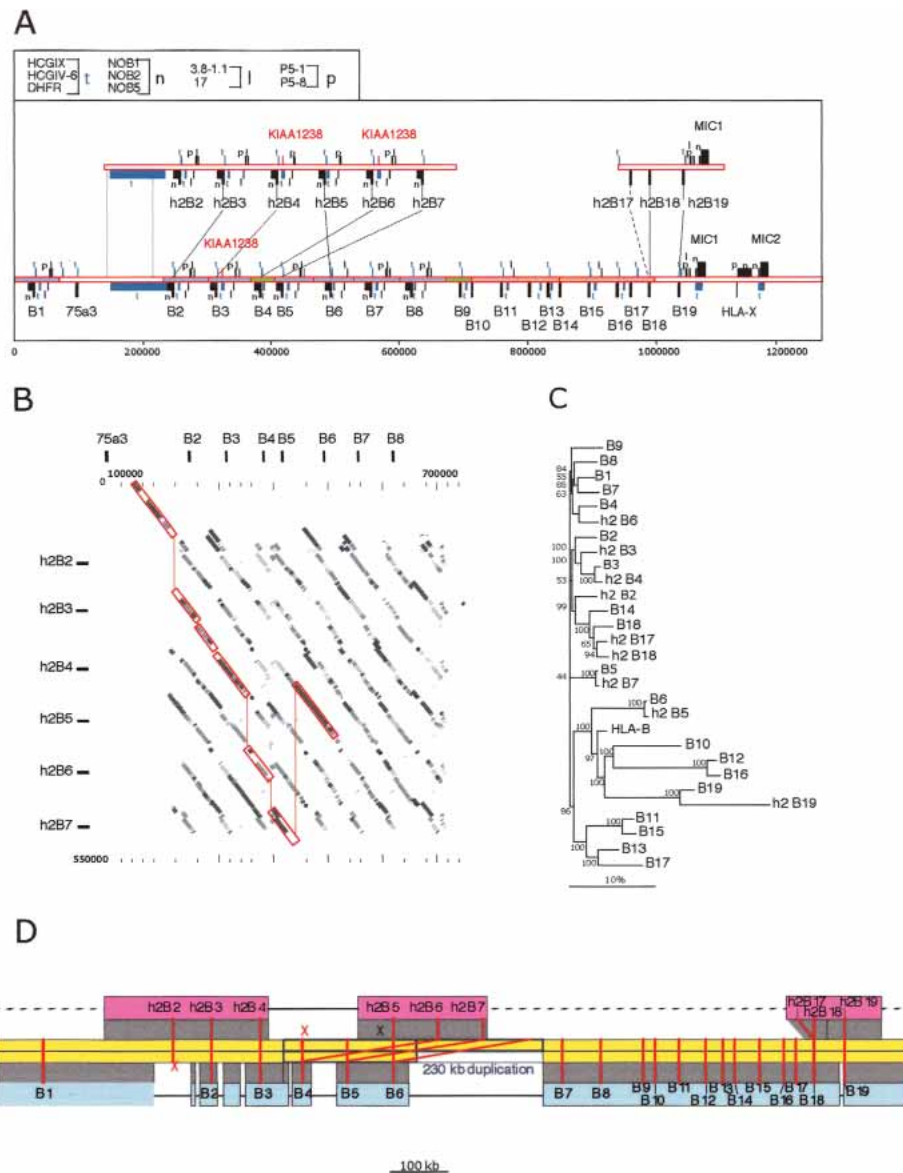 A
HCGIX
HCGIV-6
DHFR
t
NOB1
NOB2
NOB5
n
3.8-1.1
17
l
P5-1
P5-8
p
KIAA1238
KIAA1238
MIC1
h2B2
h2B3
h2B4
h2B5
h2B6
h2B7
h2B17
h2B18
h2B19
KIAA1238
MIC1
MIC2
B1
75a3
B2
B3
B4
B5
B6
B7
B8
B9
B10
B11
B12
B13
B14
B15
B16
B17
B18
B19
HLA-X
0
200000
400000
600000
800000
1000000
1200000
B
75a3
B2
B3
B4
B5
B6
B7
B8
100000
700000
0
h2B2
h2B3
h2B4
h2B5
h2B6
h2B7
550000
C
B9
B8
B1
B7
B4
h2 B6
B2
h2 B3
B3
h2 B4
h2 B2
B14
B18
h2 B17
h2 B18
B5
h2 B7
B6
h2 B5
HLA-B
B10
B12
B16
B19
h2 B19
B11
B15
B13
B17
10%
D
h2B2
h2B3
h2B4
h2B5
h2B6
h2B7
h2B17
h2B19
h2B18
X
X
X
230 kb duplication
B1
B2
B3
B4
B5
B6
B7
B8
B9
B10
B11
B12
B13
B14
B15
B16
B17
B18
B19
100 kb